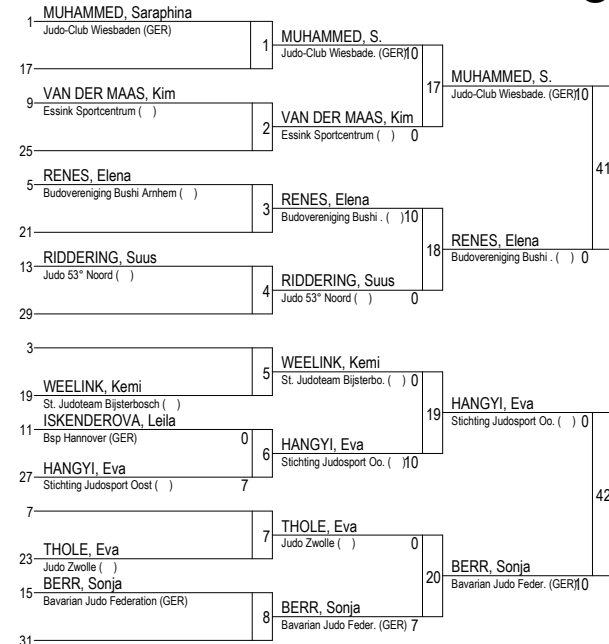 1 MUHAMMED, Saraphina
Judo-Club Wiesbaden (GER)
17
1
9 VAN DER MAAS, Kim
Essink Sportcentrum ( )
25
2
5 RENES, Elena
Budovereniging Bushi Arnhem ( )
21
3
13 RIDDERING, Suus
Judo 53° Noord ( )
29
4
3
19 WEELINK, Kemi
St. Judoteam Bijsterbosch ( )
5
11 ISKENDEROVA, Leila
Bsp Hannover (GER) 0
27 HANGYI, Eva
Stichting Judosport Oost ( ) 7
6
7
23 THOLE, Eva
Judo Zwolle ( )
7
15 BERR, Sonja
Bavarian Judo Federation (GER)
31
8
MUHAMMED, S.
Judo-Club Wiesbade. (GER) 10
VAN DER MAAS, Kim
Essink Sportcentrum ( ) 0
17
RENES, Elena
Budovereniging Bushi . ( ) 10
RIDDERING, Suus
Judo 53° Noord ( ) 0
18
WEELINK, Kemi
St. Judoteam Bijsterbo. ( ) 0
HANGYI, Eva
Stichting Judosport Oo. ( ) 10
19
THOLE, Eva
Judo Zwolle ( ) 0
BERR, Sonja
Bavarian Judo Feder. (GER) 7
20
MUHAMMED, S.
Judo-Club Wiesbade. (GER) 10
RENES, Elena
Budovereniging Bushi . ( ) 0
41
HANGYI, Eva
Stichting Judosport Oo. ( ) 0
BERR, Sonja
Bavarian Judo Feder. (GER) 10
42